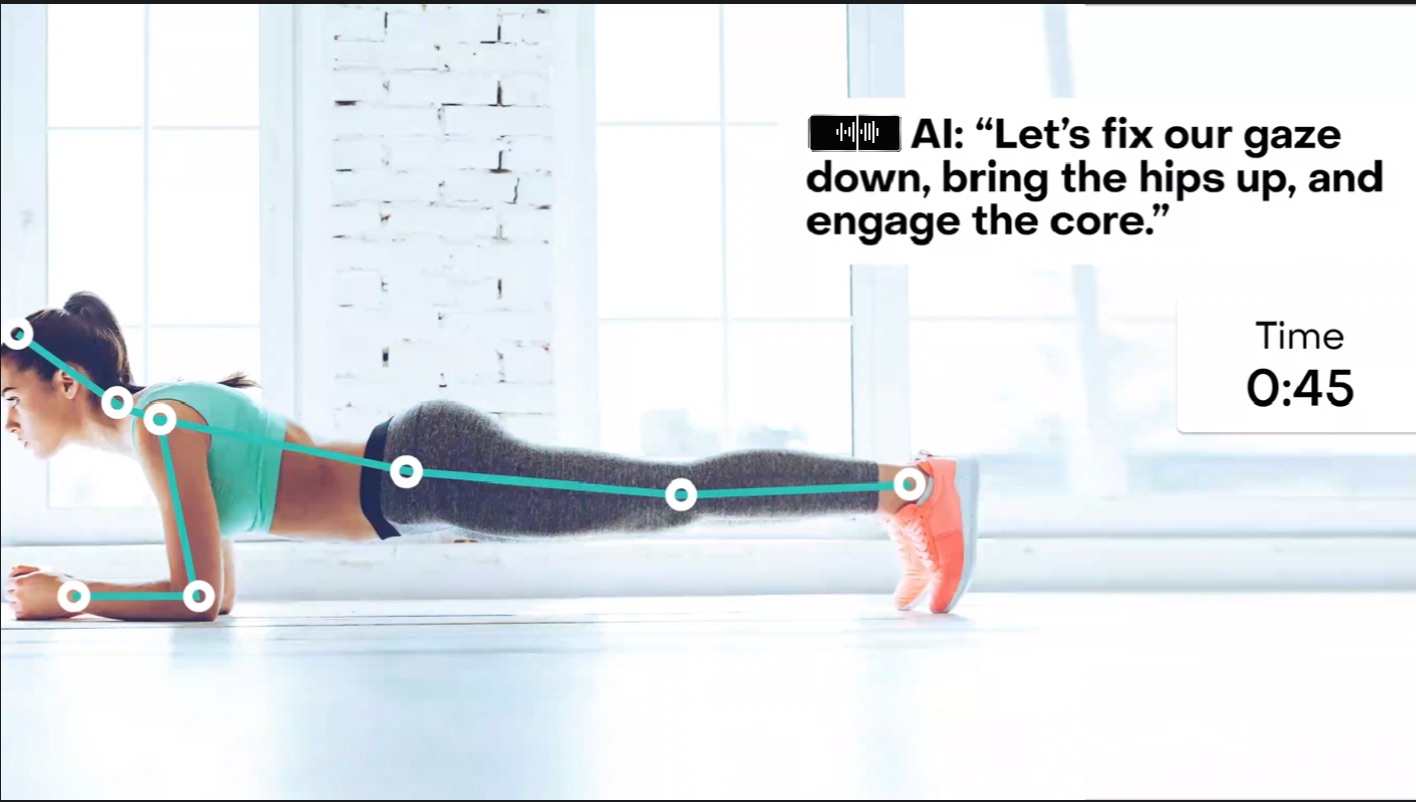 AI: “Let’s fix our gaze
down, bring the hips up, and
engage the core.”
Time
0:45